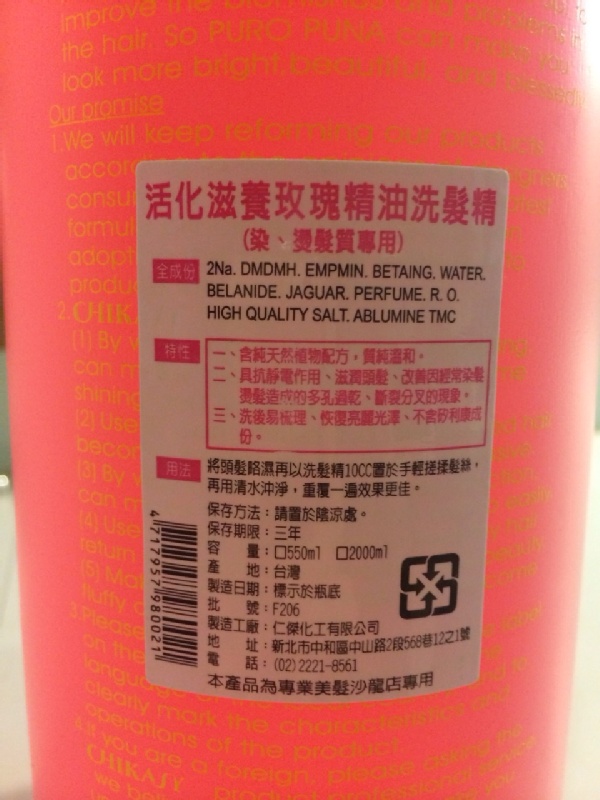 improve the blemishes and problems
the hair, So PURO PUNA can make you
look more bright, beautiful, and
Our promise
1.We will keep reforming our products
活化滋養玫瑰精油洗髮精
(染、燙髮質專用)
全成份 2Na. DMDMH. EMPMIN. BETAING. WATER.
BELANIDE. JAGUAR. PERFUME. R. O.
HIGH QUALITY SALT. ABLUMINE TMC
特性 一、含純天然植物配方，質純溫和。
二、具抗靜電作用、滋潤頭髮、改善因經常染髮
燙髮造成的多孔過乾、斷裂分叉的現象。
三、洗後易梳理、恢復亮麗光澤、不含矽利康成
份。
用法 將頭髮略濕再以洗髮精10CC置於手輕搓揉髮絲，
再用清水沖淨，重覆一遍效果更佳。
保存方法：請置於陰涼處。
保存期限：三年
容 量：□550ml □2000ml
產 地：台灣
製造日期：標示於瓶底
批 號：F206
製造工廠：仁傑化工有限公司
地 址：新北市中和區中山路2段568巷12之1號
電 話：(02)2221-8561
本產品為專業美髮沙龍店專用
4717957980021
2.CHIKA
(1) By
can m
shining
(2) Use
becom
(3) By
can m
(4) Use
return
(5) Ma
fluffy
3.Please
on the
language
clearly mark the characteristics and
operations of the product
4.If you are a foreign, please asking the
CHIKASY product professional service